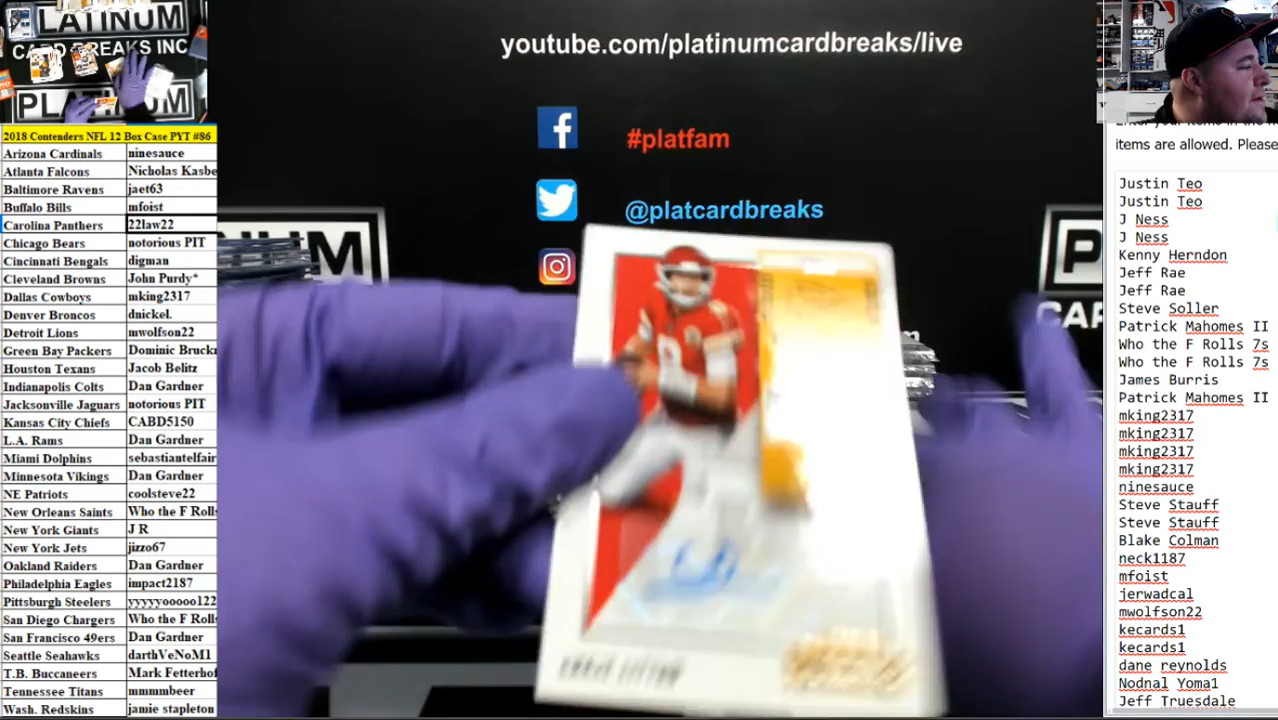 PLATINUM
CARD BREAKS INC
PLATINUM
youtube.com/platinumcardbreaks/live
#platfam
@platcardbreaks
2018 Contenders NFL 12 Box Case PYT #86
Arizona Cardinals ninesauce
Atlanta Falcons Nicholas Kasbe
Baltimore Ravens jaet63
Buffalo Bills mfoist
Carolina Panthers 22law22
Chicago Bears notorious PIT
Cincinnati Bengals digman
Cleveland Browns John Purdy*
Dallas Cowboys mking2317
Denver Broncos dnickel.
Detroit Lions mwolfson22
Green Bay Packers Dominic Bruckn
Houston Texans Jacob Belitz
Indianapolis Colts Dan Gardner
Jacksonville Jaguars notorious PIT
Kansas City Chiefs CABD5150
L.A. Rams Dan Gardner
Miami Dolphins sebastiantelfair
Minnesota Vikings Dan Gardner
NE Patriots coolsteve22
New Orleans Saints Who the F Roll
New York Giants J R
New York Jets jizzo67
Oakland Raiders Dan Gardner
Philadelphia Eagles impact2187
Pittsburgh Steelers yyyyyooooo122
San Diego Chargers Who the F Roll
San Francisco 49ers Dan Gardner
Seattle Seahawks darthVeNoM1
T.B. Buccaneers Mark Fetterhof
Tennessee Titans mmmmbeer
Wash. Redskins jamie stapleton
items are allowed. Please
Justin Teo
Justin Teo
J Ness
J Ness
Kenny Herndon
Jeff Rae
Jeff Rae
Steve Soller
Patrick Mahomes II
Who the F Rolls 7s
Who the F Rolls 7s
James Burris
Patrick Mahomes II
mking2317
mking2317
mking2317
mking2317
ninesauce
Steve Stauff
Steve Stauff
Blake Colman
neck1187
mfoist
jerwadcal
mwolfson22
kecards1
kecards1
dane reynolds
Nodnal Yoma1
Jeff Truesdale